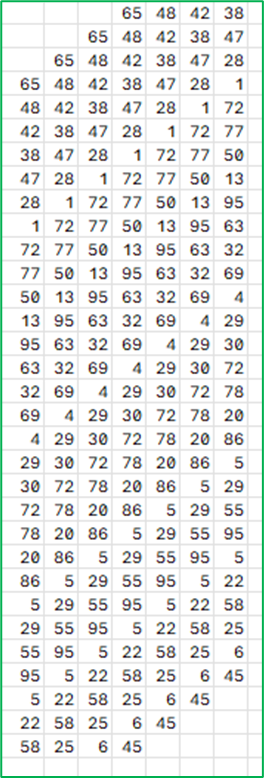 65 48 42 38
65 48 42 38 47
65 48 42 38 47 28
65 48 42 38 47 28 1
48 42 38 47 28 1 72
42 38 47 28 1 72 77
38 47 28 1 72 77 50
47 28 1 72 77 50 13
28 1 72 77 50 13 95
1 72 77 50 13 95 63
72 77 50 13 95 63 32
77 50 13 95 63 32 69
50 13 95 63 32 69 4
13 95 63 32 69 4 29
95 63 32 69 4 29 30
63 32 69 4 29 30 72
32 69 4 29 30 72 78
69 4 29 30 72 78 20
4 29 30 72 78 20 86
29 30 72 78 20 86 5
30 72 78 20 86 5 29
72 78 20 86 5 29 55
78 20 86 5 29 55 95
20 86 5 29 55 95 5
86 5 29 55 95 5 22
5 29 55 95 5 22 58
29 55 95 5 22 58 25
55 95 5 22 58 25 6
95 5 22 58 25 6 45
5 22 58 25 6 45
22 58 25 6 45
58 25 6 45